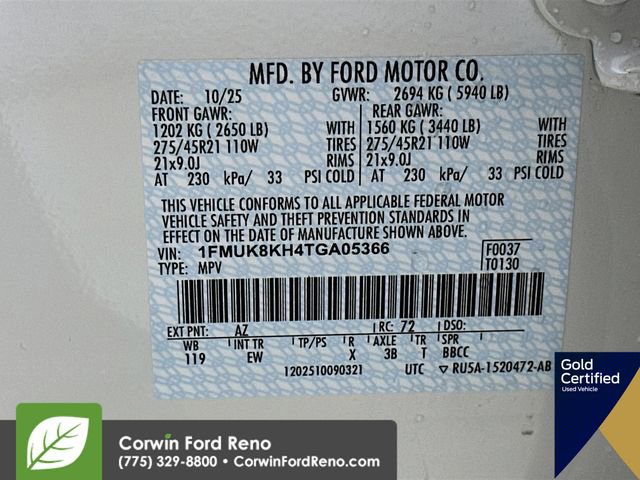 MFD. BY FORD MOTOR CO.
DATE: 10/25 GVWR: 2694 KG ( 5940 LB)
FRONT GAWR: REAR GAWR:
1202 KG ( 2650 LB) WITH 1560 KG ( 3440 LB) WITH
275/45R21 110W TIRES 275/45R21 110W TIRES
21x9.0J RIMS 21x9.0J RIMS
AT 230 kPa/ 33 PSI COLD AT 230 kPa/ 33 PSI COLD
THIS VEHICLE CONFORMS TO ALL APPLICABLE FEDERAL MOTOR
VEHICLE SAFETY AND THEFT PREVENTION STANDARDS IN
EFFECT ON THE DATE OF MANUFACTURE SHOWN ABOVE.
VIN: 1FMUK8KH4TGA05366 F0037
TYPE: MPV T0130
EXT PNT: AZ RC: 72 DSO:
WB INT TR TP/PS R AXLE TR SPR
119 EW X 3B T BBCC
1202510090321 UTC ▽ RU5A-1520472-AB
Gold
Certified
Used Vehicle
Corwin Ford Reno
(775) 329-8800 • CorwinFordReno.com